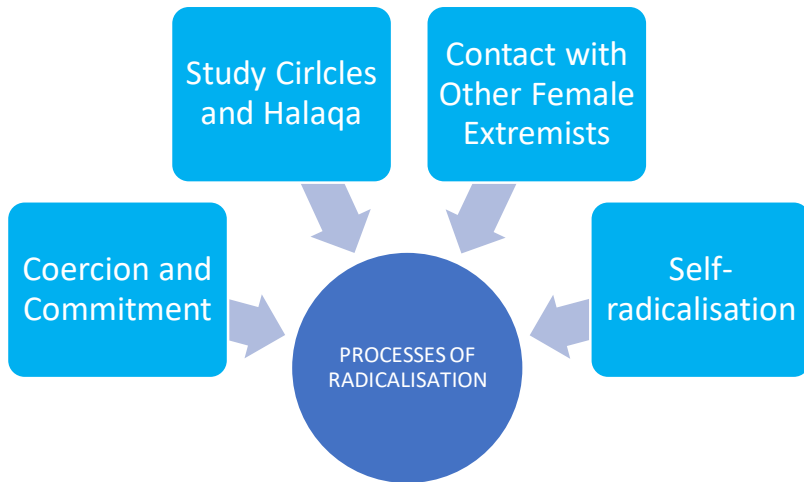 Study Cirlcles
and Halaqa
Contact with
Other Female
Extremists
Coercion and
Commitment
Self-
radicalisation
PROCESSES OF
RADICALISATION